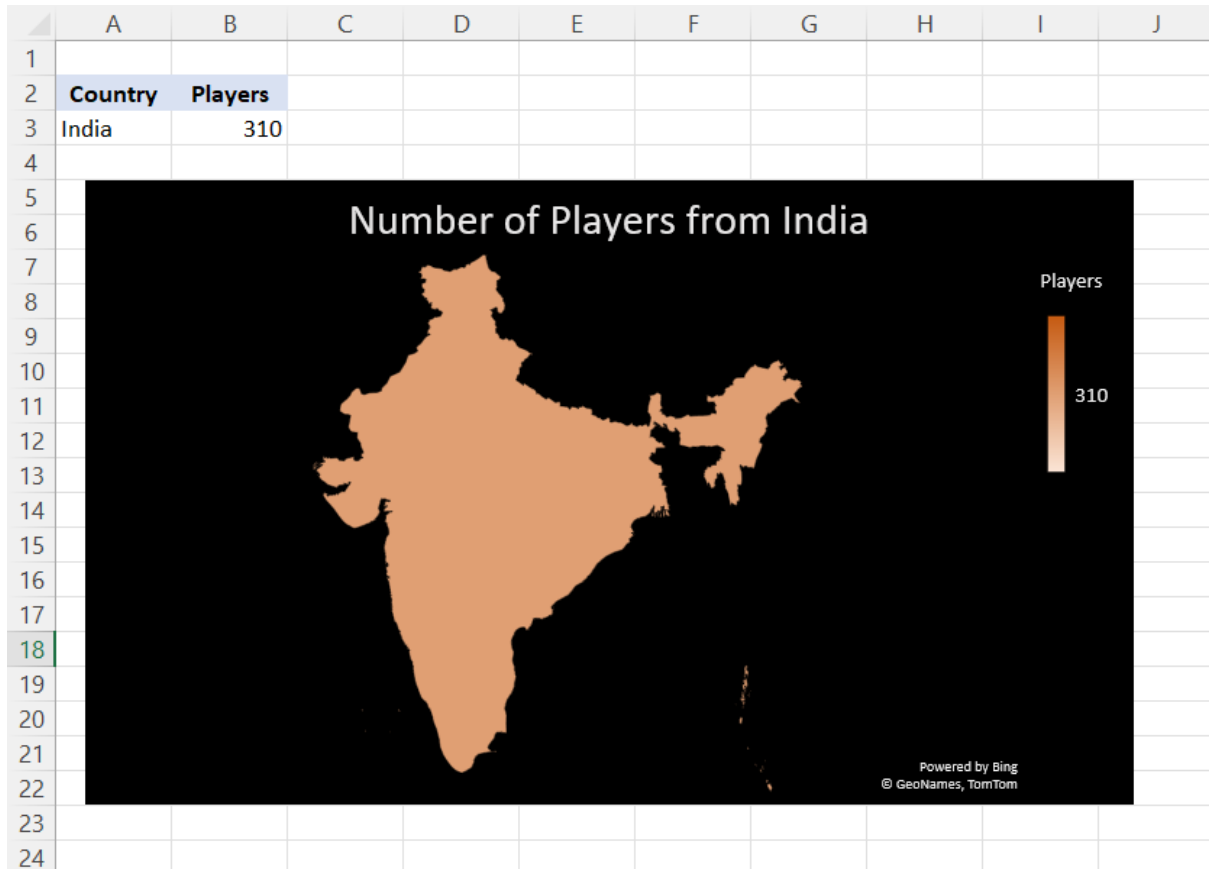 A B C D E F G H I J
1
2 Country Players
3 India 310
4
5
6 Number of Players from India
7
8 Players
9
10
11 310
12
13
14
15
16
17
18
19
20
21
22
23
24
Powered by Bing
© GeoNames, TomTom